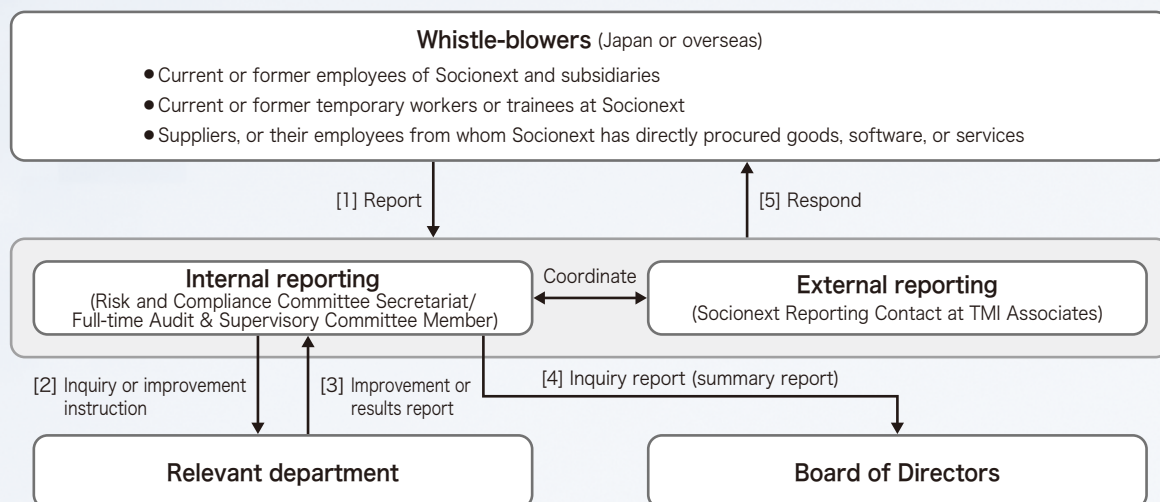 Whistle-blowers (Japan or overseas)
●Current or former employees of Socionext and subsidiaries
●Current or former temporary workers or trainees at Socionext
●Suppliers, or their employees from whom Socionext has directly procured goods, software, or services
[1] Report
[5] Respond
Internal reporting
(Risk and Compliance Committee Secretariat/
Full-time Audit & Supervisory Committee Member)
Coordinate
External reporting
(Socionext Reporting Contact at TMI Associates)
[2] Inquiry or improvement
instruction
[3] Improvement or
results report
[4] Inquiry report (summary report)
Relevant department
Board of Directors